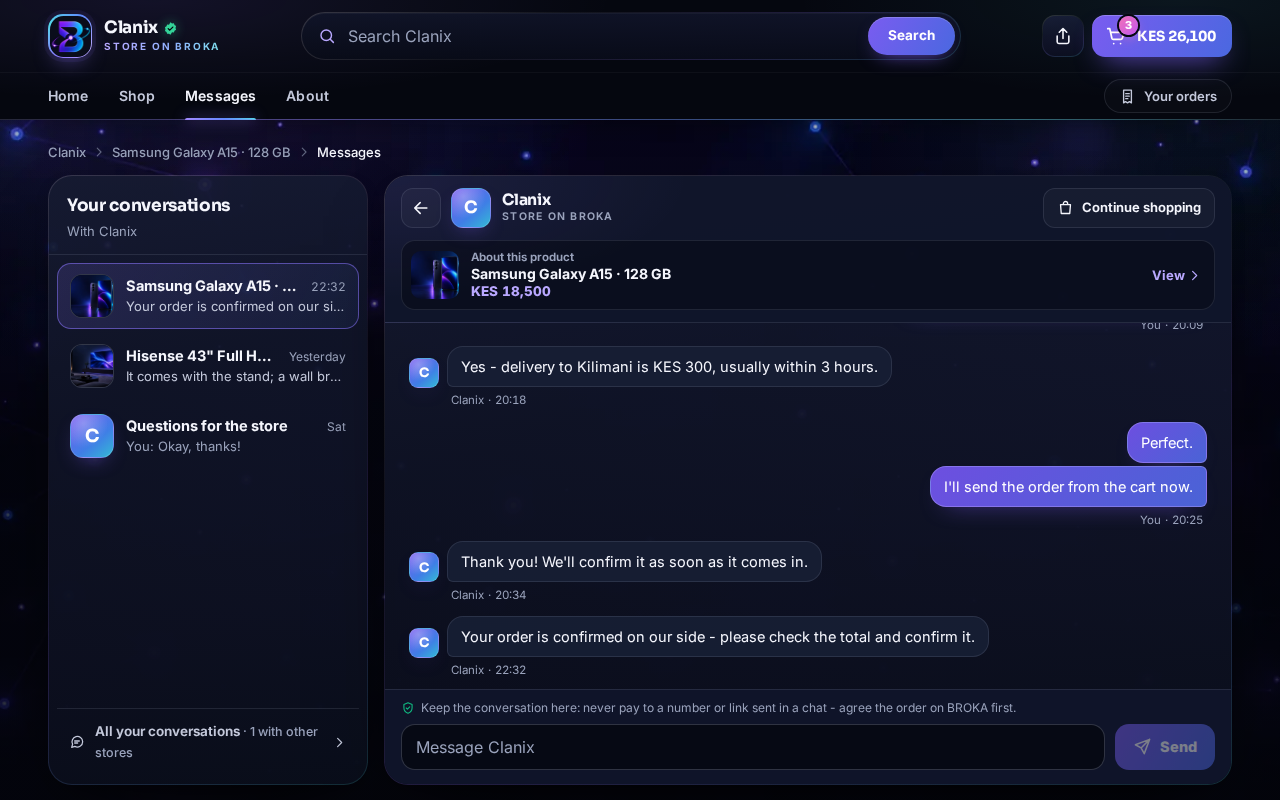 Clanix
STORE ON BROKA
Search Clanix
Search
3
KES 26,100
Home
Shop
Messages
About
Your orders
Clanix
Samsung Galaxy A15 · 128 GB
Messages
Your conversations
With Clanix
Samsung Galaxy A15 · ...
22:32
Your order is confirmed on our si...
Hisense 43" Full H...
Yesterday
It comes with the stand; a wall br...
C
Questions for the store
Sat
You: Okay, thanks!
All your conversations · 1 with other
stores
C
Clanix
STORE ON BROKA
Continue shopping
About this product
Samsung Galaxy A15 · 128 GB
KES 18,500
View
You · 20:09
C
Yes - delivery to Kilimani is KES 300, usually within 3 hours.
Clanix · 20:18
Perfect.
I'll send the order from the cart now.
You · 20:25
C
Thank you! We'll confirm it as soon as it comes in.
Clanix · 20:34
C
Your order is confirmed on our side - please check the total and confirm it.
Clanix · 22:32
Keep the conversation here: never pay to a number or link sent in a chat - agree the order on BROKA first.
Message Clanix
Send